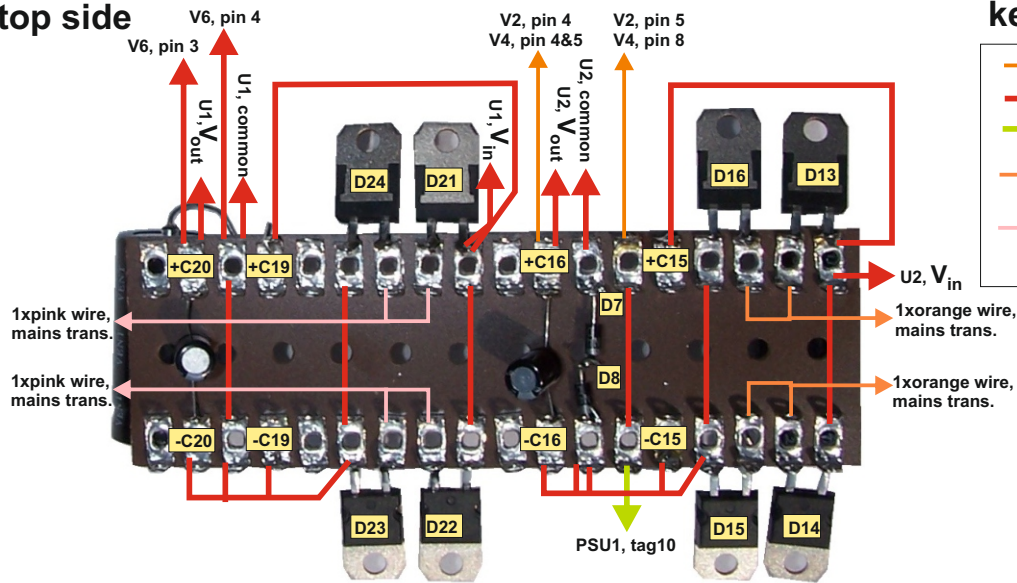 top side
ke
V6, pin 4
V6, pin 3
U1, Vout
U1, common
U1, Vin
V2, pin 4
V4, pin 4&5
U2, Vout
U2, common
V2, pin 5
V4, pin 8
D24
D21
D16
D13
+C20
+C19
+C16
+C15
U2, Vin
1xpink wire,
mains trans.
D7
1xorange wire,
mains trans.
1xpink wire,
mains trans.
D8
1xorange wire,
mains trans.
-C20
-C19
-C16
-C15
D23
D22
D15
D14
PSU1, tag10